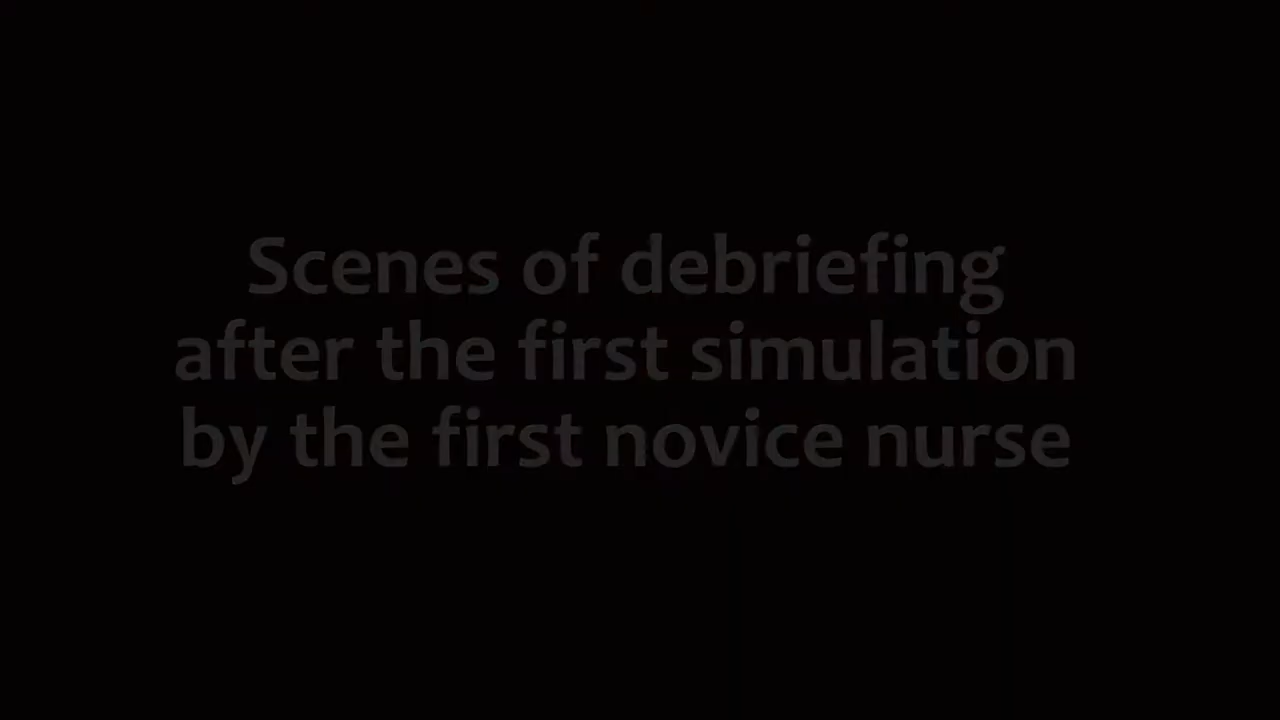 Scenes of debriefing
after the first simulation
by the first novice nurse